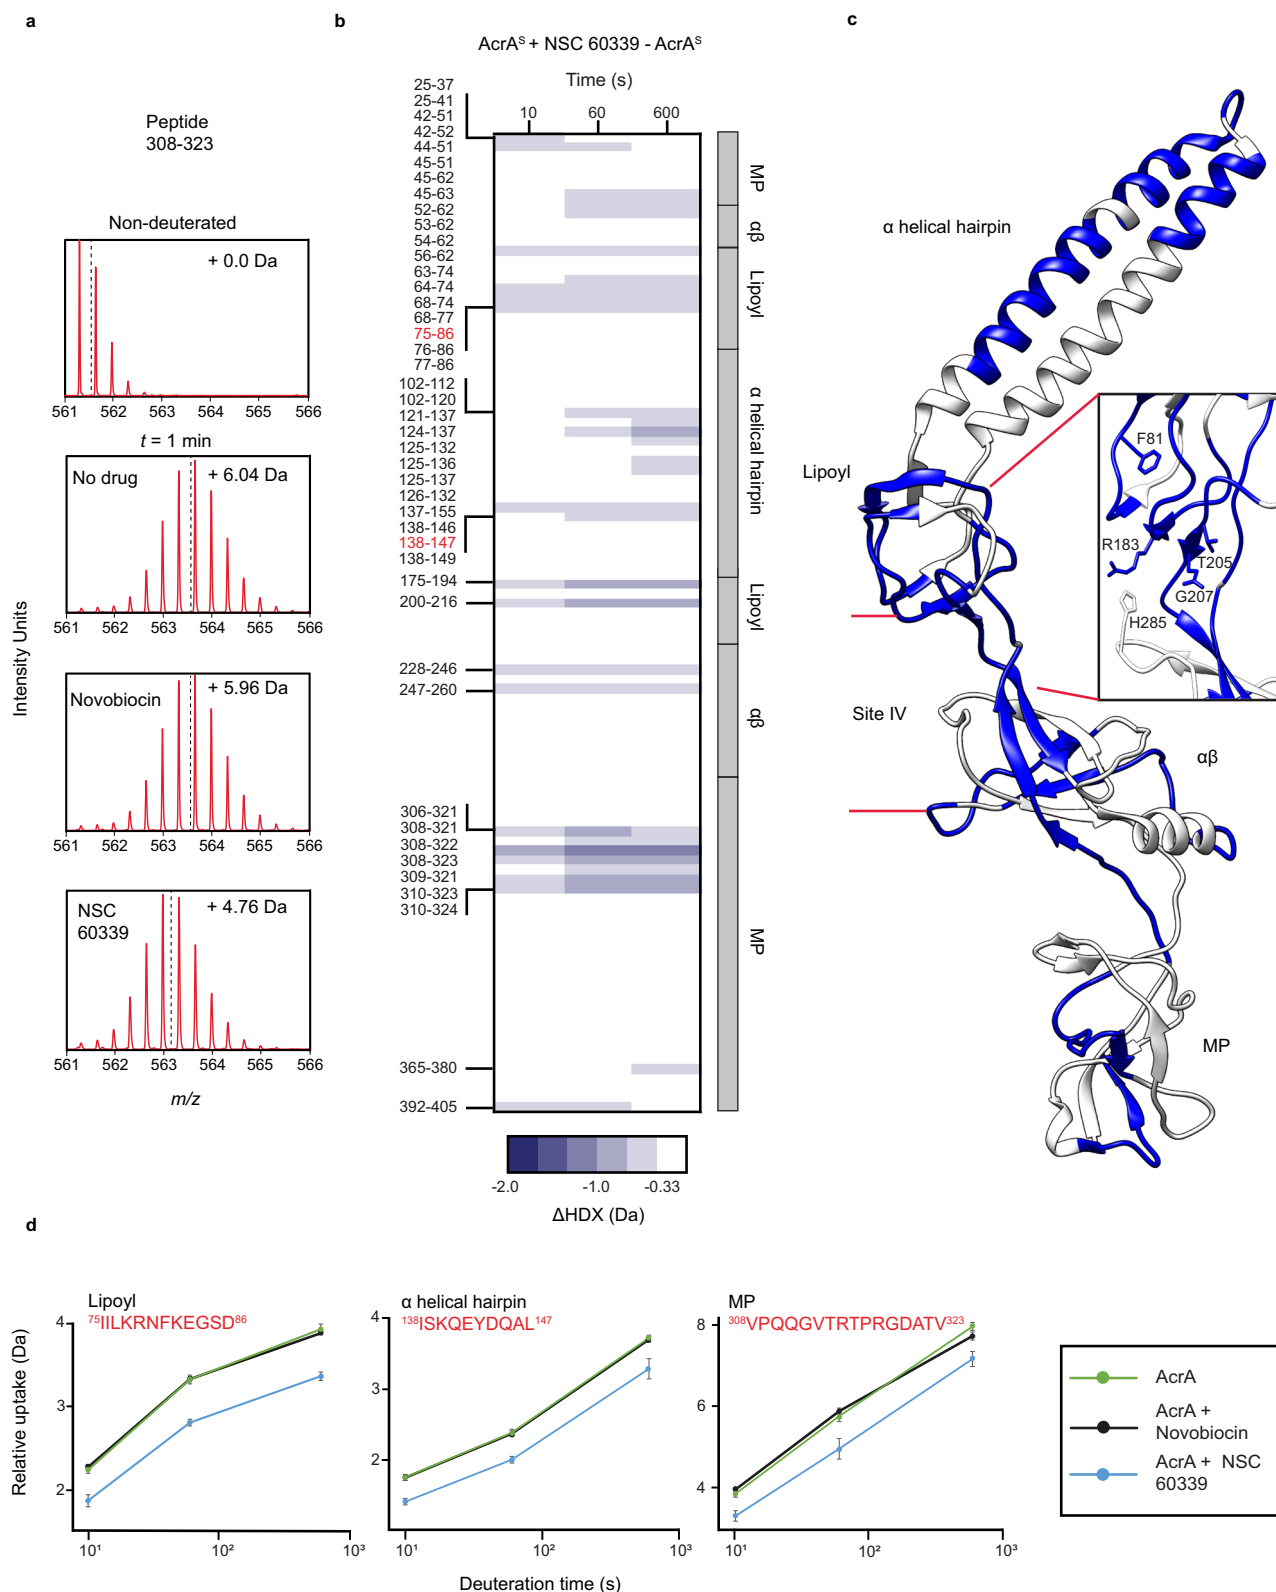 a
Peptide
308-323
Non-deuterated
+ 0.0 Da
561 562 563 564 565 566
t = 1 min
No drug
+ 6.04 Da
561 562 563 564 565 566
Novobiocin
+ 5.96 Da
561 562 563 564 565 566
NSC
60339
+ 4.76 Da
561 562 563 564 565 566
m/z
Intensity Units
b
AcrAˢ + NSC 60339 - AcrAˢ
Time (s)
10 60 600
25-37
25-41
42-51
42-52
44-51
45-51
45-62
45-63
52-62
53-62
54-62
56-62
63-74
64-74
68-74
68-77
75-86
76-86
77-86
102-112
102-120
121-137
124-137
125-132
125-136
125-137
126-132
137-155
138-146
138-147
138-149
175-194
200-216
228-246
247-260
306-321
308-321
308-322
308-323
309-321
310-323
310-324
365-380
392-405
MP
αβ
Lipoyl
α helical hairpin
Lipoyl
αβ
MP
-2.0 -1.0 -0.33
ΔHDX (Da)
c
α helical hairpin
Lipoyl
F81
R183
T205
G207
H285
Site IV
αβ
MP
d
Lipoyl
⁷⁵IILKRNFKEGSD⁸⁶
4
3
2
10¹ 10² 10³
Relative uptake (Da)
α helical hairpin
¹³⁸ISKQEYDQAL¹⁴⁷
4
3
2
10¹ 10² 10³
Deuteration time (s)
MP
³⁰⁸VPQQGVTRTPRGDATV³²³
8
6
4
10¹ 10² 10³
AcrA
AcrA +
Novobiocin
AcrA + NSC
60339